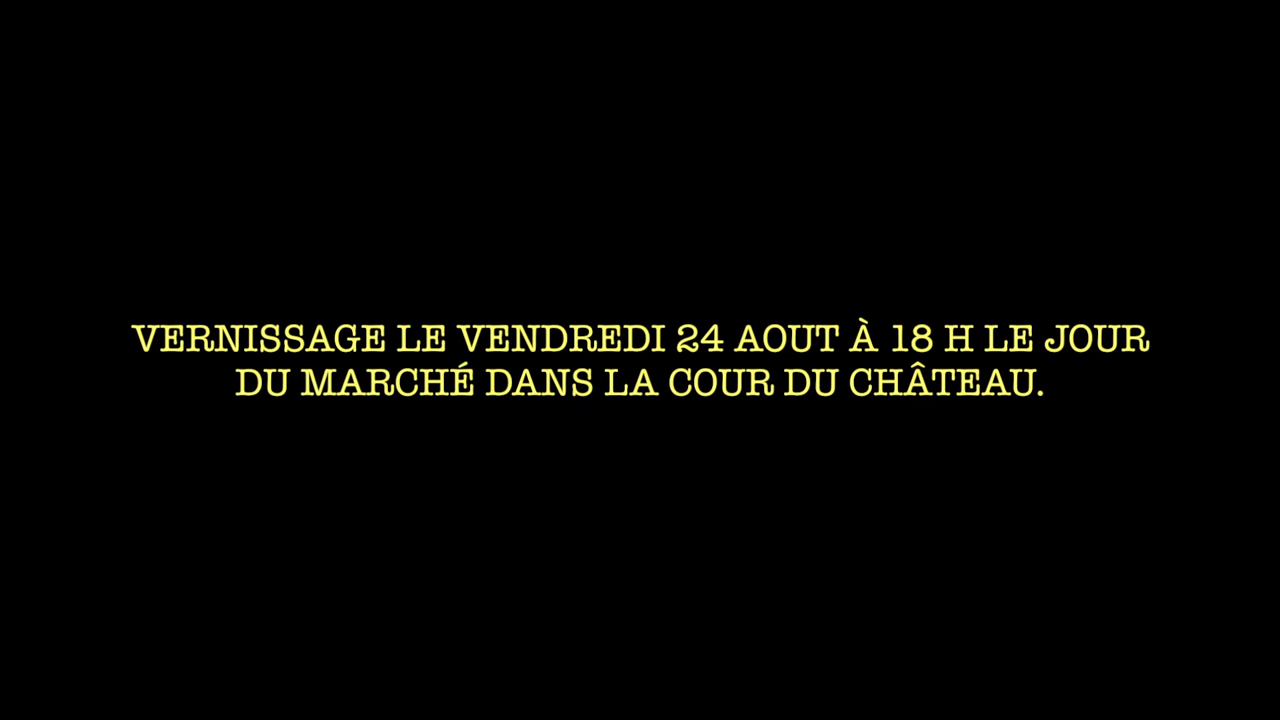 VERNISSAGE LE VENDREDI 24 AOUT À 18 H LE JOUR
DU MARCHÉ DANS LA COUR DU CHÂTEAU.